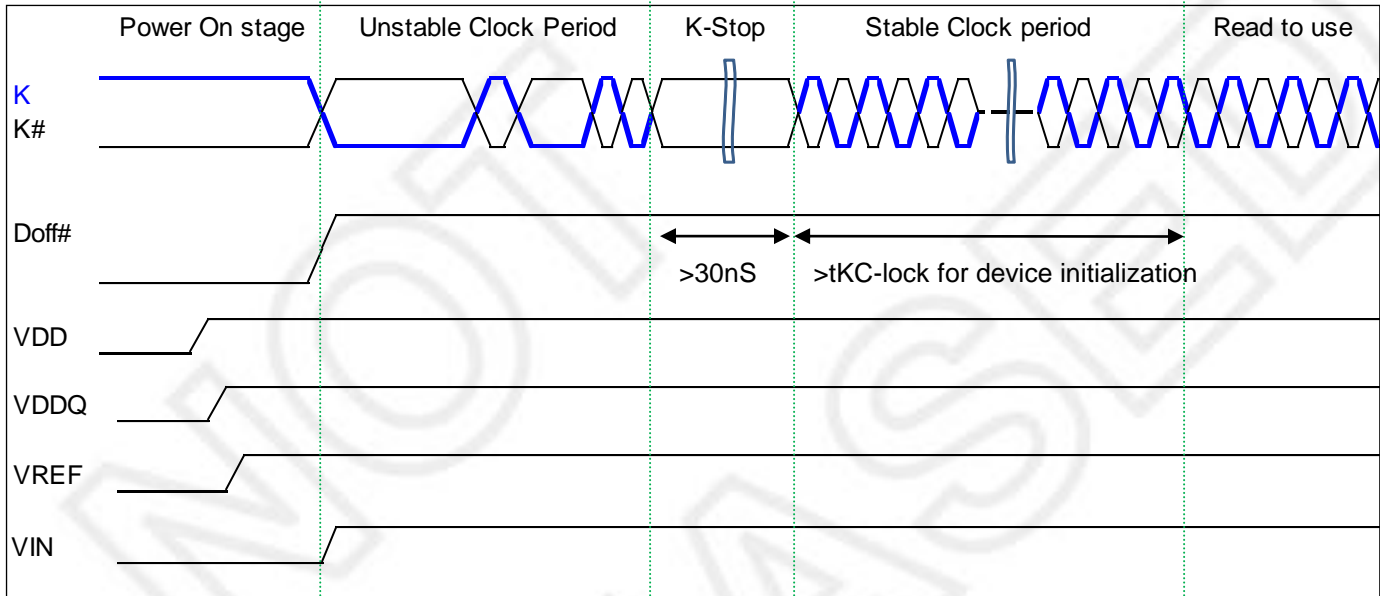 Power On stage Unstable Clock Period K-Stop Stable Clock period Read to use
K
K#
Doff#
>30nS >tKC-lock for device initialization
VDD
VDDQ
VREF
VIN